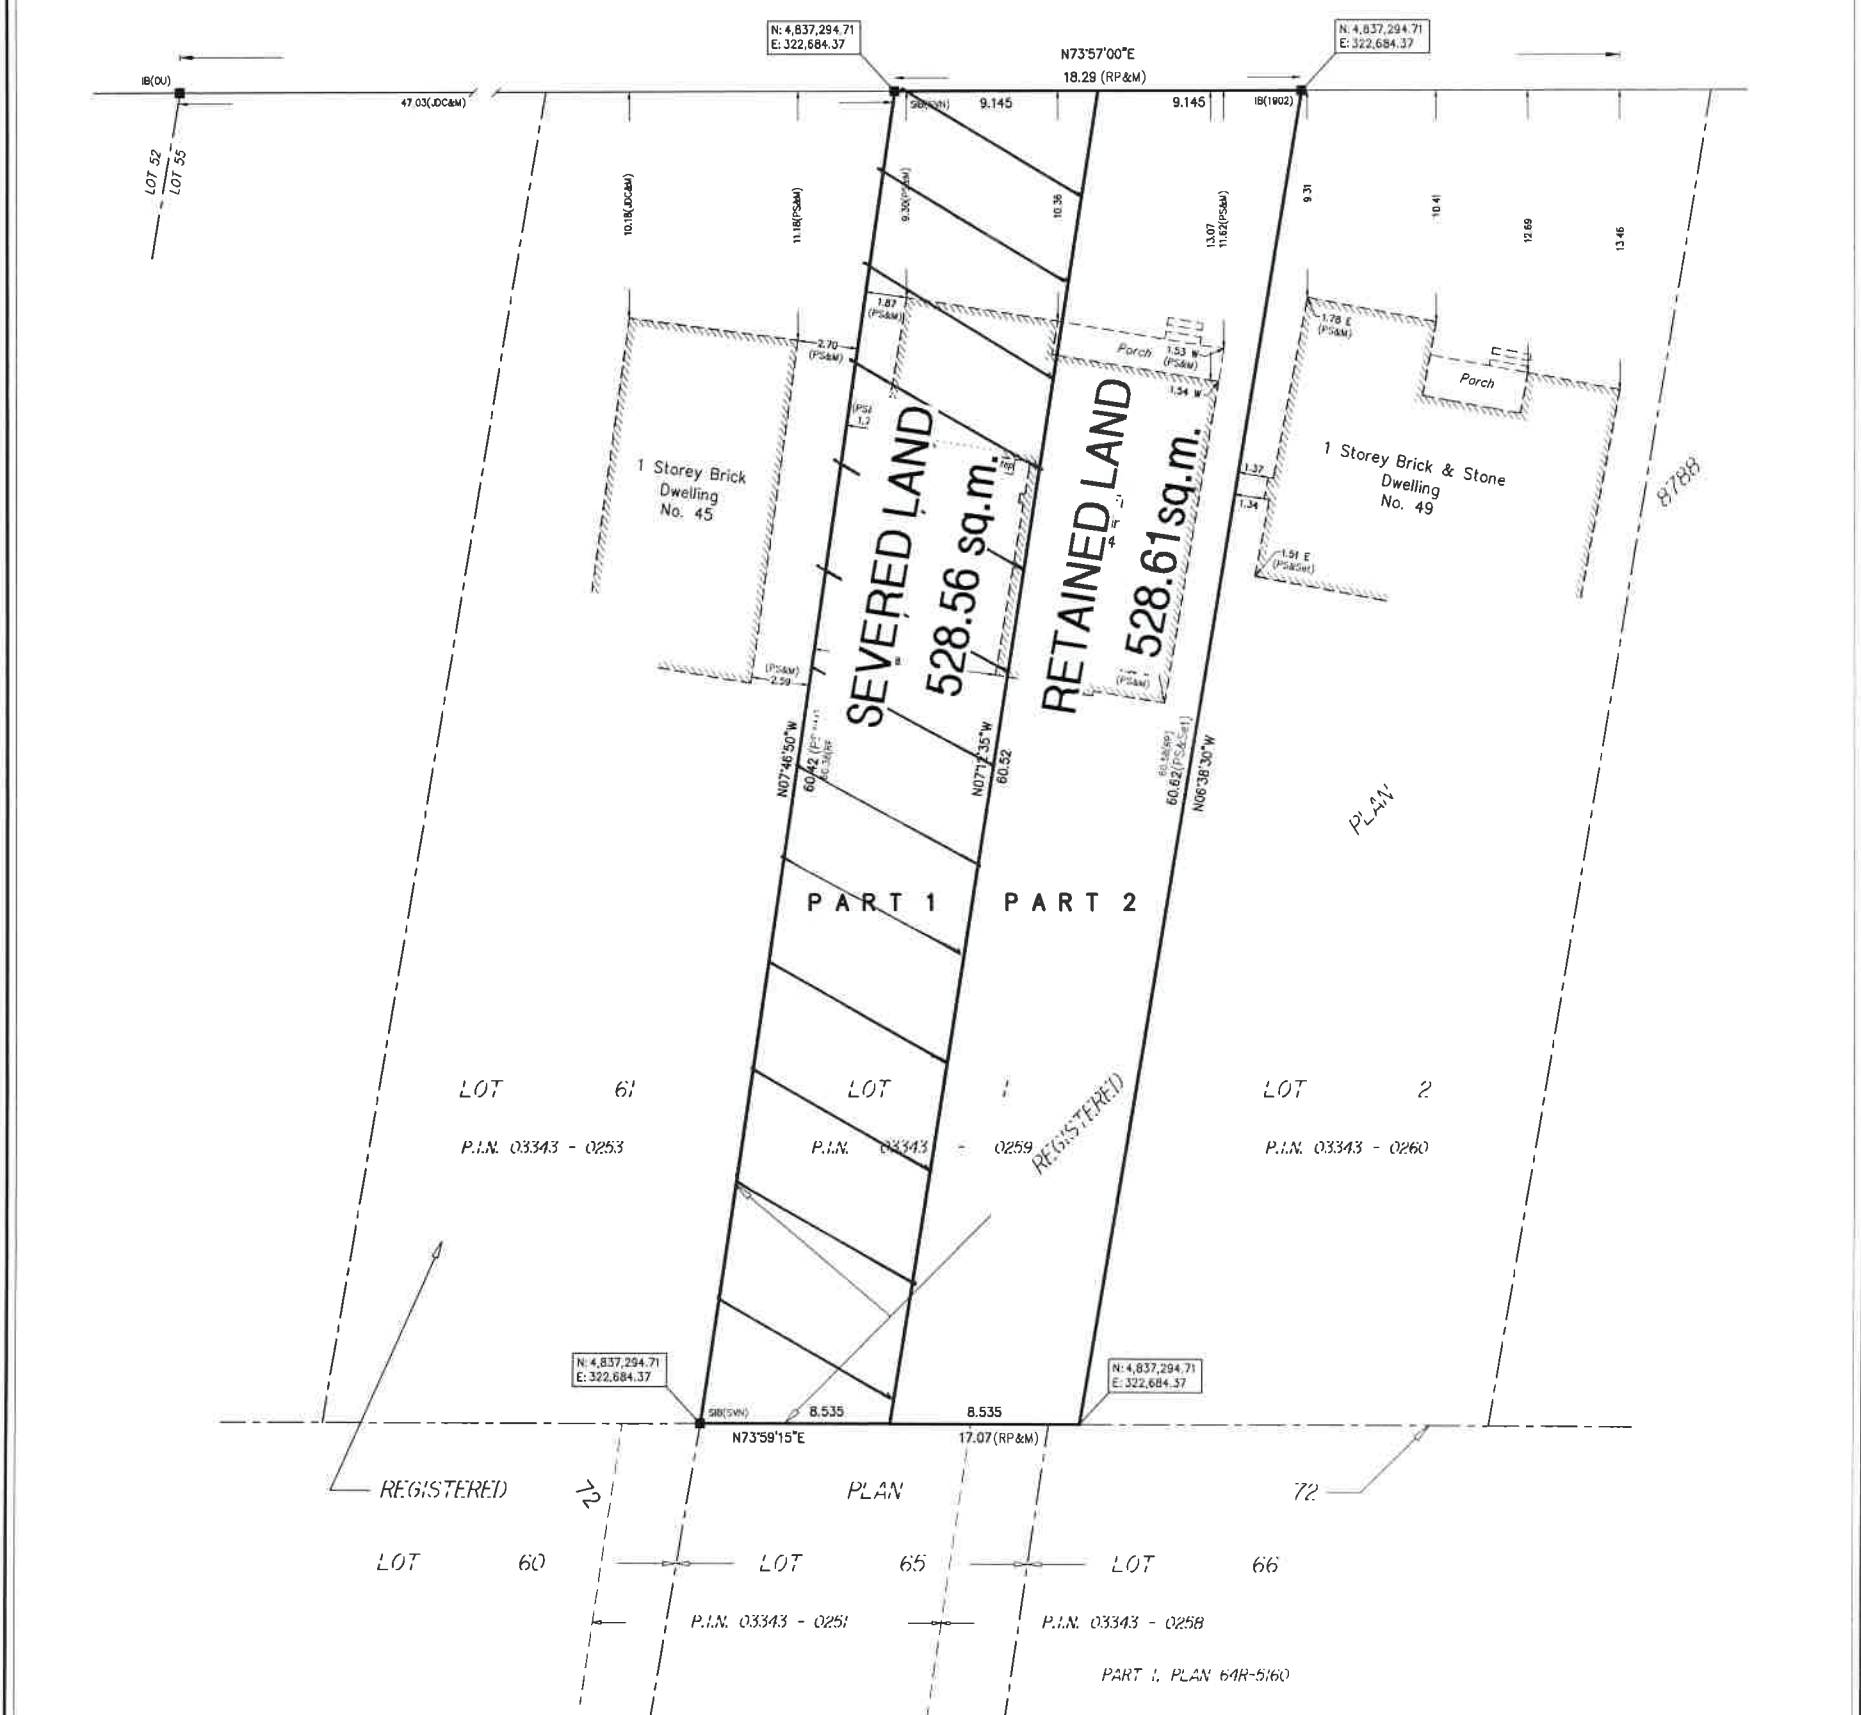 N: 4,837,294.71
E: 322,684.37
N: 4,837,294.71
E: 322,684.37
N73°57'00"E
18.29 (RP&M)
IB(OU)
47.03(JDC&M)
SIB(SVN)
9.145
9.145
IB(1902)
LOT 52
LOT 55
10.18(JDC&M)
11.18(PS&M)
9.30(PS&M)
10.36
13.07
11.62(PS&M)
9.31
10.41
12.69
13.46
1.87
(PS&M)
2.70
(PS&M)
Porch
1.53 W
(PS&M)
1.54 W
1.78 E
(PS&M)
Porch
1 Storey Brick
Dwelling
No. 45
SEVERED LAND
528.56 sq.m.
RETAINED LAND
528.61sq.m.
1 Storey Brick & Stone
Dwelling
No. 49
1.37
1.34
1.51 E
(PS&Set)
8788
(PS&M)
2.59
(PS&M)
N07°46'50"W
60.42
N07°12'35"W
60.52
60.62(PS&Set)
N06°38'30"W
PLAN
PART 1
PART 2
LOT 61
LOT 1
LOT 2
REGISTERED
P.I.N. 03343 - 0253
P.I.N. 03343 - 0259
P.I.N. 03343 - 0260
N: 4,837,294.71
E: 322,684.37
N: 4,837,294.71
E: 322,684.37
SIB(SVN)
8.535
8.535
N73°59'15"E
17.07(RP&M)
REGISTERED
72
PLAN
72
LOT 60
LOT 65
LOT 66
P.I.N. 03343 - 0251
P.I.N. 03343 - 0258
PART 1, PLAN 64R-5160